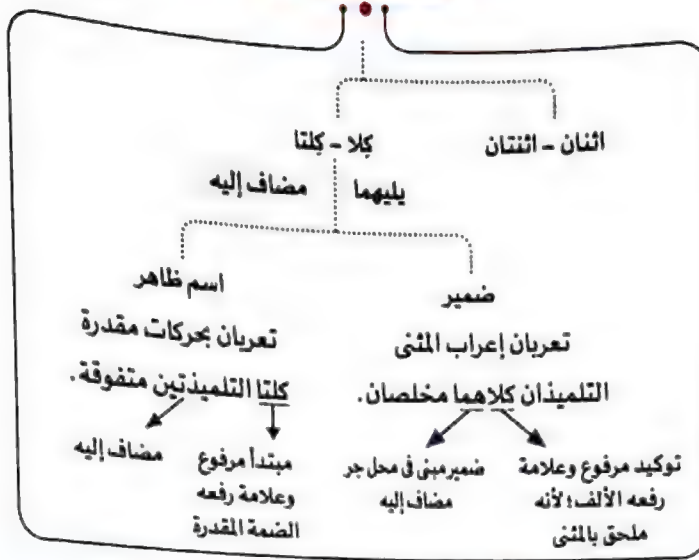 اثنان - اثنتان
كِلا - كِلتا
يليهما مضاف إليه
ضمير
تعربان إعراب المثنى
التلميذان كلاهما مخلصان.
توكيد مرفوع وعلامة
رفعه الألف؛ لأنه
ملحق بالمثنى
ضمير مبنى فى محل جر
مضاف إليه
اسم ظاهر
تعربان بحركات مقدرة
كلتا التلميذتين متفوقة.
مبتدأ مرفوع
وعلامة رفعه
الضمة المقدرة
مضاف إليه